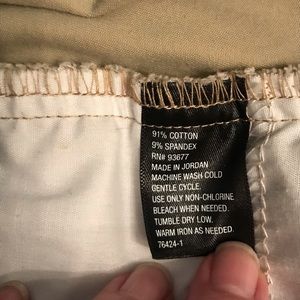 91% COTTON
9% SPANDEX
RN# 93677
MADE IN JORDAN
MACHINE WASH COLD
GENTLE CYCLE.
USE ONLY NON-CHLORINE
BLEACH WHEN NEEDED.
TUMBLE DRY LOW.
WARM IRON AS NEEDED.
76424-1